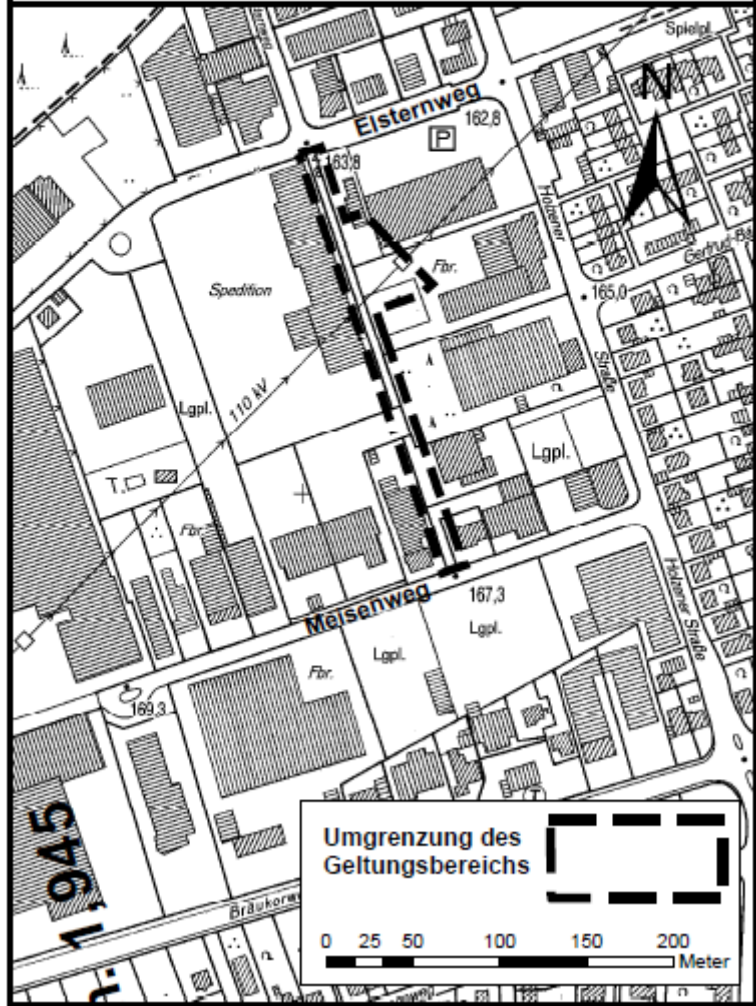 Spielpl.
N
Elsternweg
162,8
P
163,8
Holzener
Fbr.
Spedition
165,0
Straße
110 kV
Lgpl.
Lgpl.
T.
Fbr.
Meisenweg
167,3
Holzener Straße
Lgpl.
Lgpl.
Fbr.
169,3
T
1,945
Umgrenzung des
Geltungsbereichs
0 25 50 100 150 200
Meter